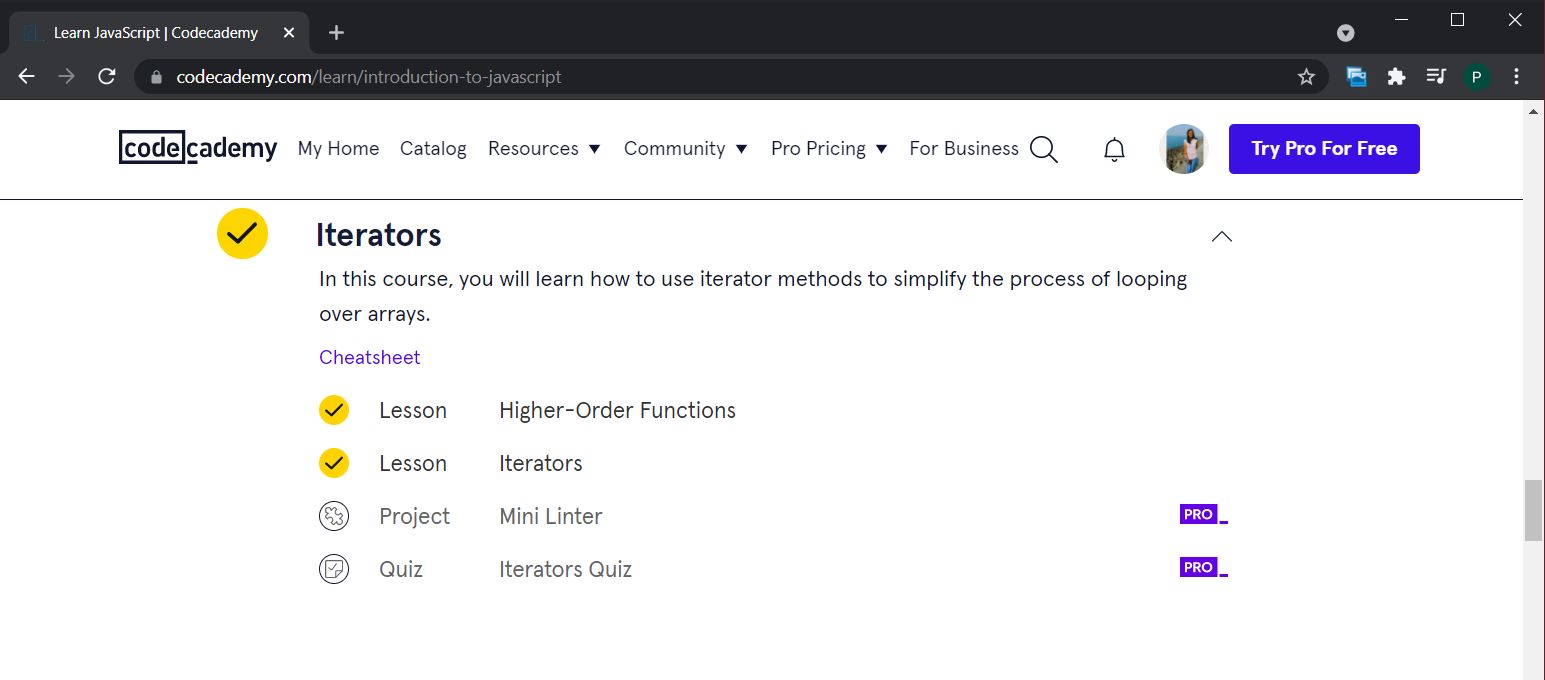 Learn JavaScript | Codecademy
codecademy.com/learn/introduction-to-javascript
P
codecademy My Home Catalog Resources Community Pro Pricing For Business Try Pro For Free
Iterators
In this course, you will learn how to use iterator methods to simplify the process of looping
over arrays.
Cheatsheet
Lesson Higher-Order Functions
Lesson Iterators
Project Mini Linter PRO
Quiz Iterators Quiz PRO